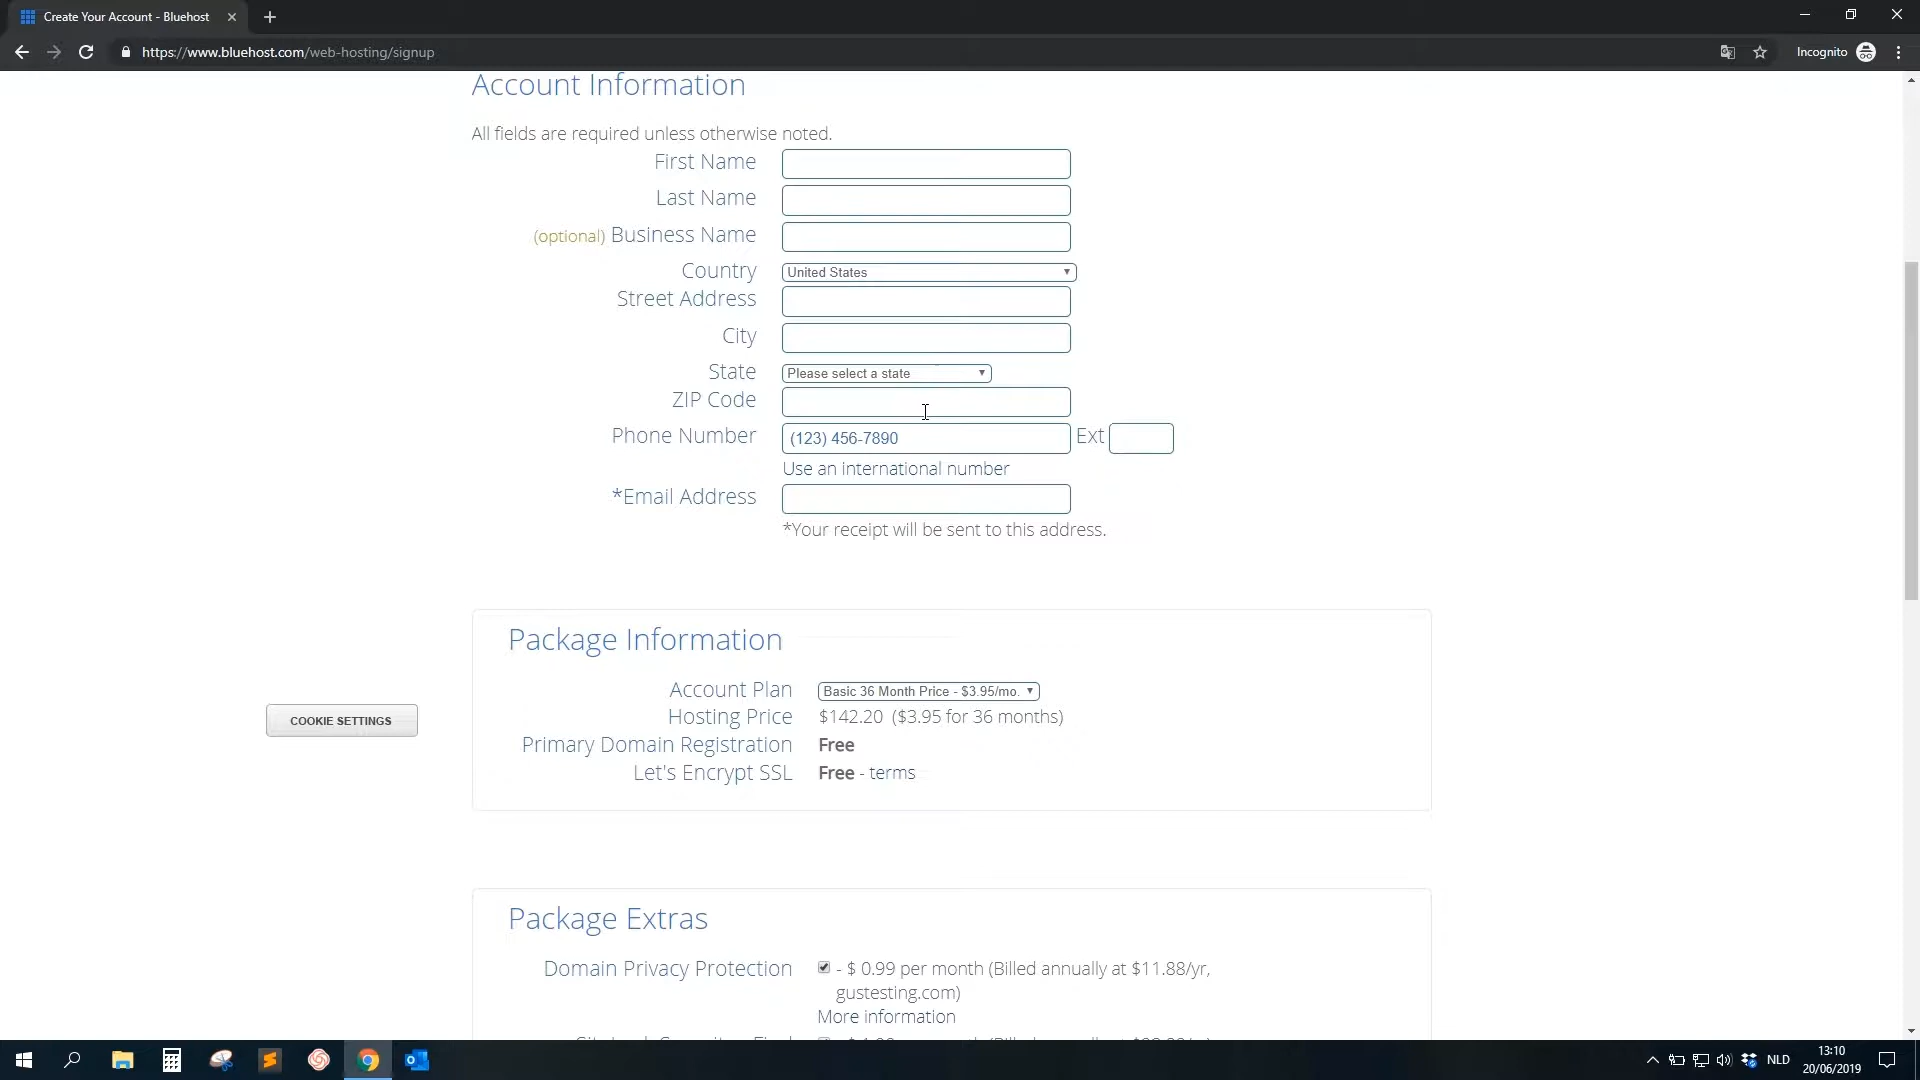 Create Your Account - Bluehost
https://www.bluehost.com/web-hosting/signup
Incognito
Account Information
All fields are required unless otherwise noted.
First Name
Last Name
(optional) Business Name
Country United States
Street Address
City
State Please select a state
ZIP Code
Phone Number (123) 456-7890 Ext
Use an international number
*Email Address
*Your receipt will be sent to this address.
Package Information
Account Plan Basic 36 Month Price - $3.95/mo.
COOKIE SETTINGS
Hosting Price $142.20 ($3.95 for 36 months)
Primary Domain Registration Free
Let's Encrypt SSL Free - terms
Package Extras
Domain Privacy Protection - $ 0.99 per month (Billed annually at $11.88/yr,
gustesting.com)
More information
NLD
13:10
20/06/2019